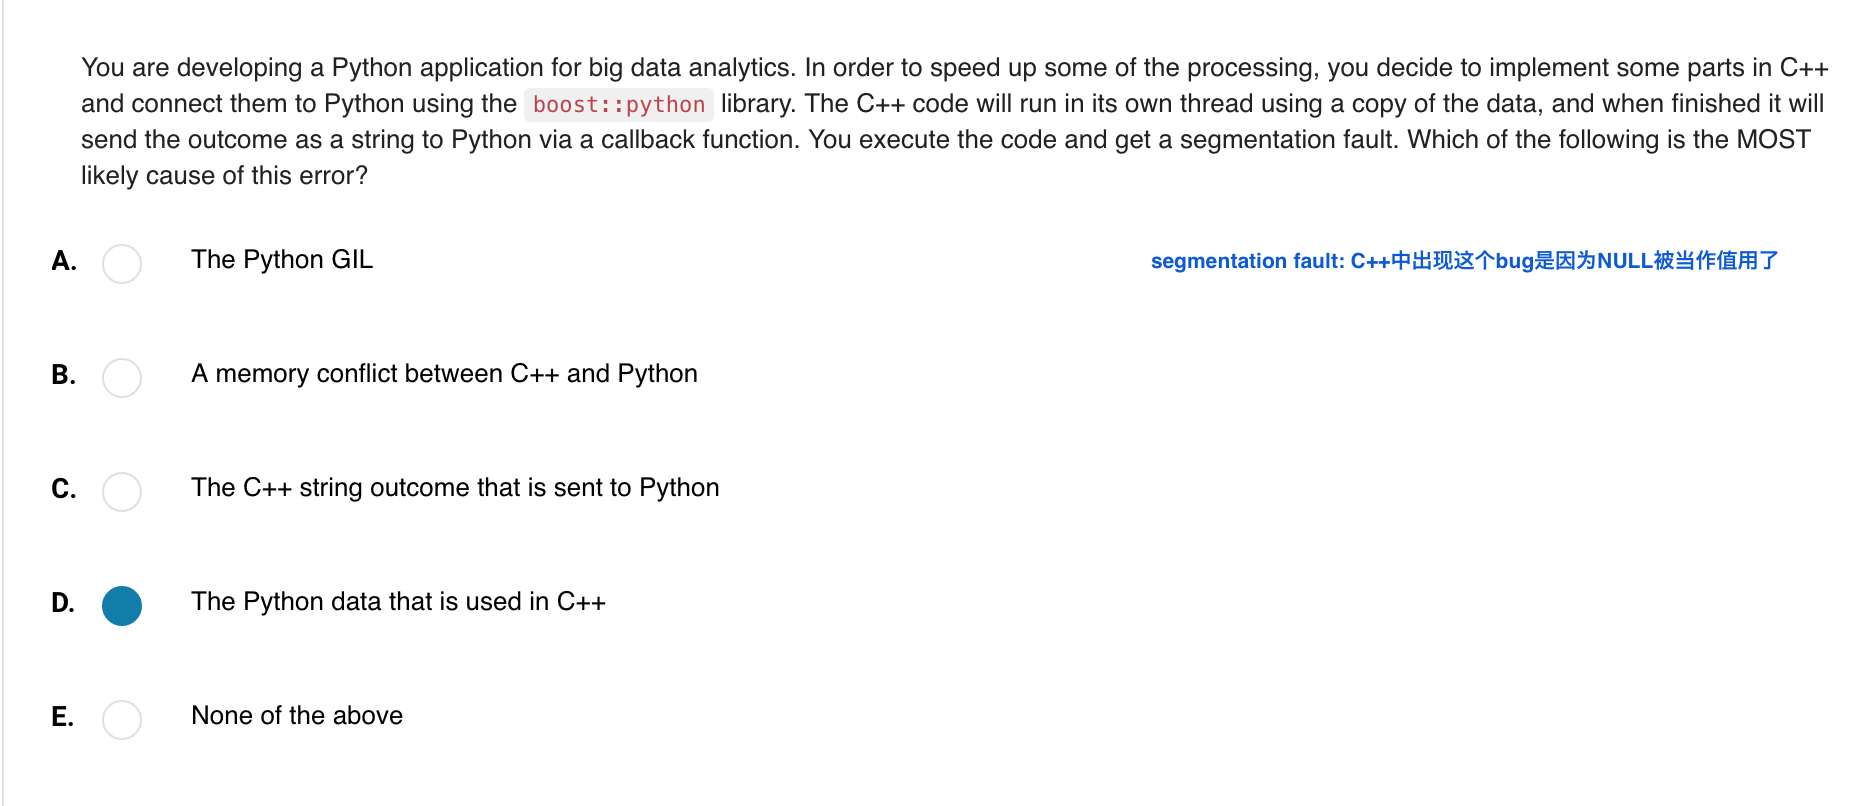 You are developing a Python application for big data analytics. In order to speed up some of the processing, you decide to implement some parts in C++
and connect them to Python using the boost::python library. The C++ code will run in its own thread using a copy of the data, and when finished it will
send the outcome as a string to Python via a callback function. You execute the code and get a segmentation fault. Which of the following is the MOST
likely cause of this error?
A. The Python GIL
segmentation fault: C++中出现这个bug是因为NULL被当作值用了
B. A memory conflict between C++ and Python
C. The C++ string outcome that is sent to Python
D. The Python data that is used in C++
E. None of the above